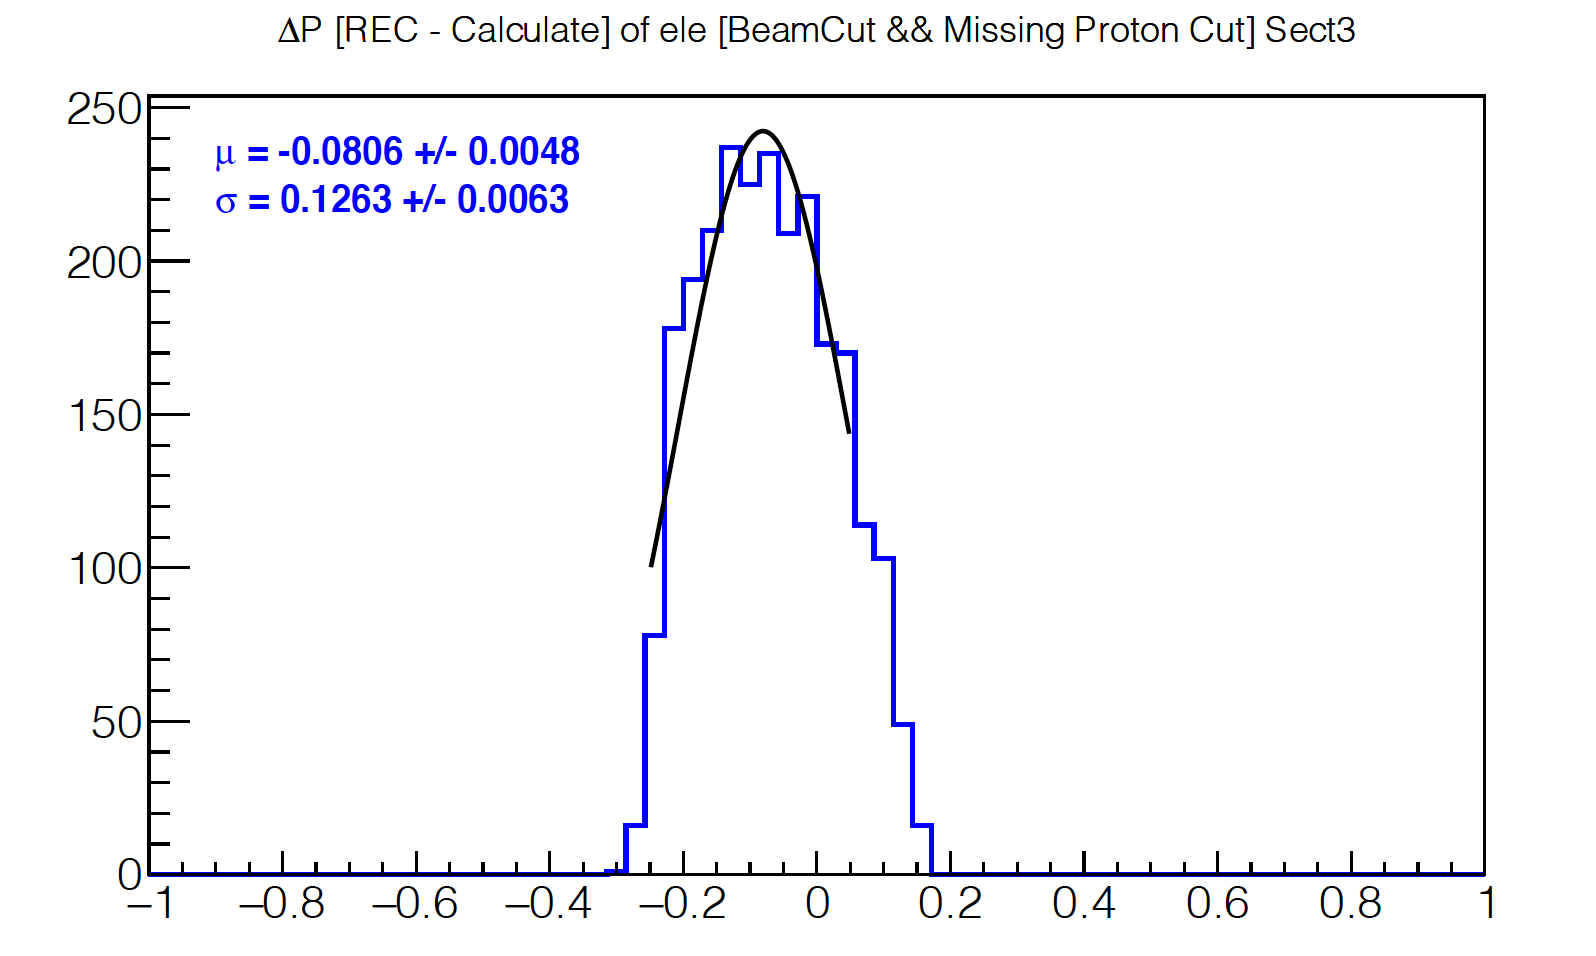 ΔP [REC - Calculate] of ele [BeamCut && Missing Proton Cut] Sect3
250
μ = -0.0806 +/- 0.0048
σ = 0.1263 +/- 0.0063
200
150
100
50
0
−1 −0.8 −0.6 −0.4 −0.2 0 0.2 0.4 0.6 0.8 1